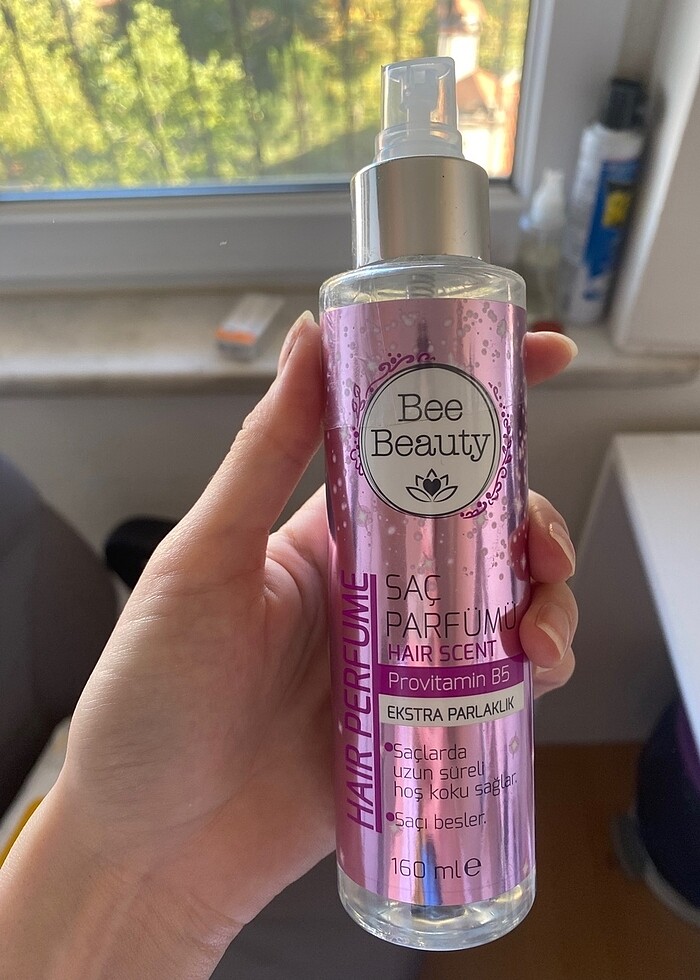 Bee
Beauty
HAIR PERFUME
SAÇ
PARFÜMÜ
HAIR SCENT
Provitamin B5
EKSTRA PARLAKLIK
•Saçlarda
uzun süreli
hoş koku sağlar.
•Saçı besler.
160 ml e